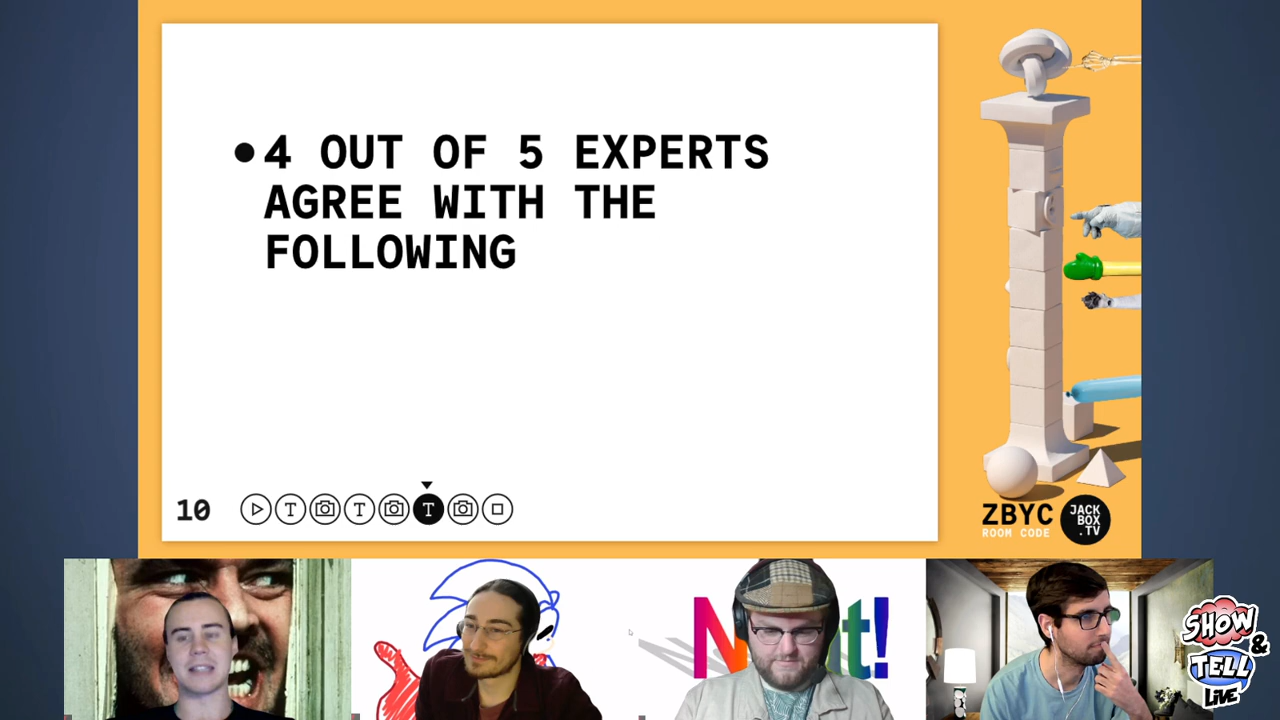 4 OUT OF 5 EXPERTS
AGREE WITH THE
FOLLOWING
10
T
T
T
ZBYC
ROOM CODE
JACK
BOX
.TV
SHOW
&
TELL
LIVE